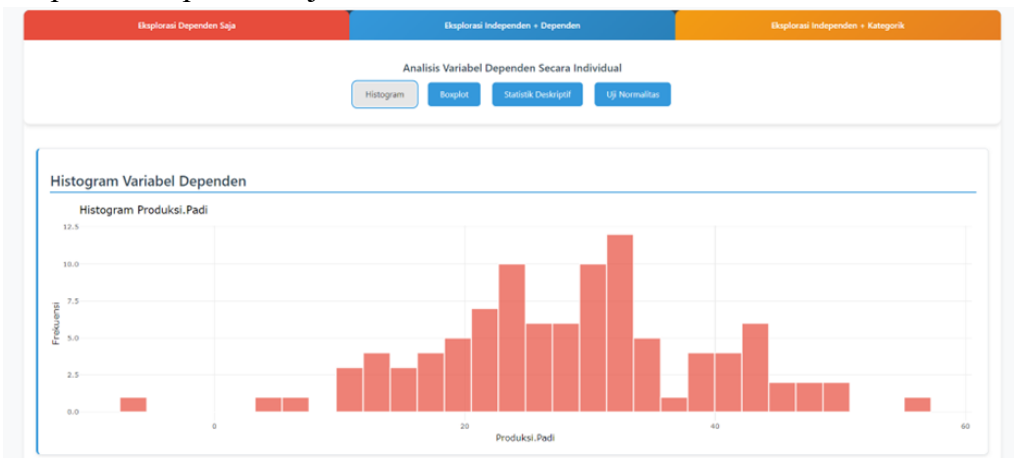 Eksplorasi Dependen Saja Eksplorasi Independen + Dependen Eksplorasi Independen + Kategorik
Analisis Variabel Dependen Secara Individual
Histogram Boxplot Statistik Deskriptif Uji Normalitas
Histogram Variabel Dependen
Histogram Produksi.Padi
12.5
10.0
7.5
5.0
2.5
0.0
Frekuensi
0 20 40 60
Produksi.Padi